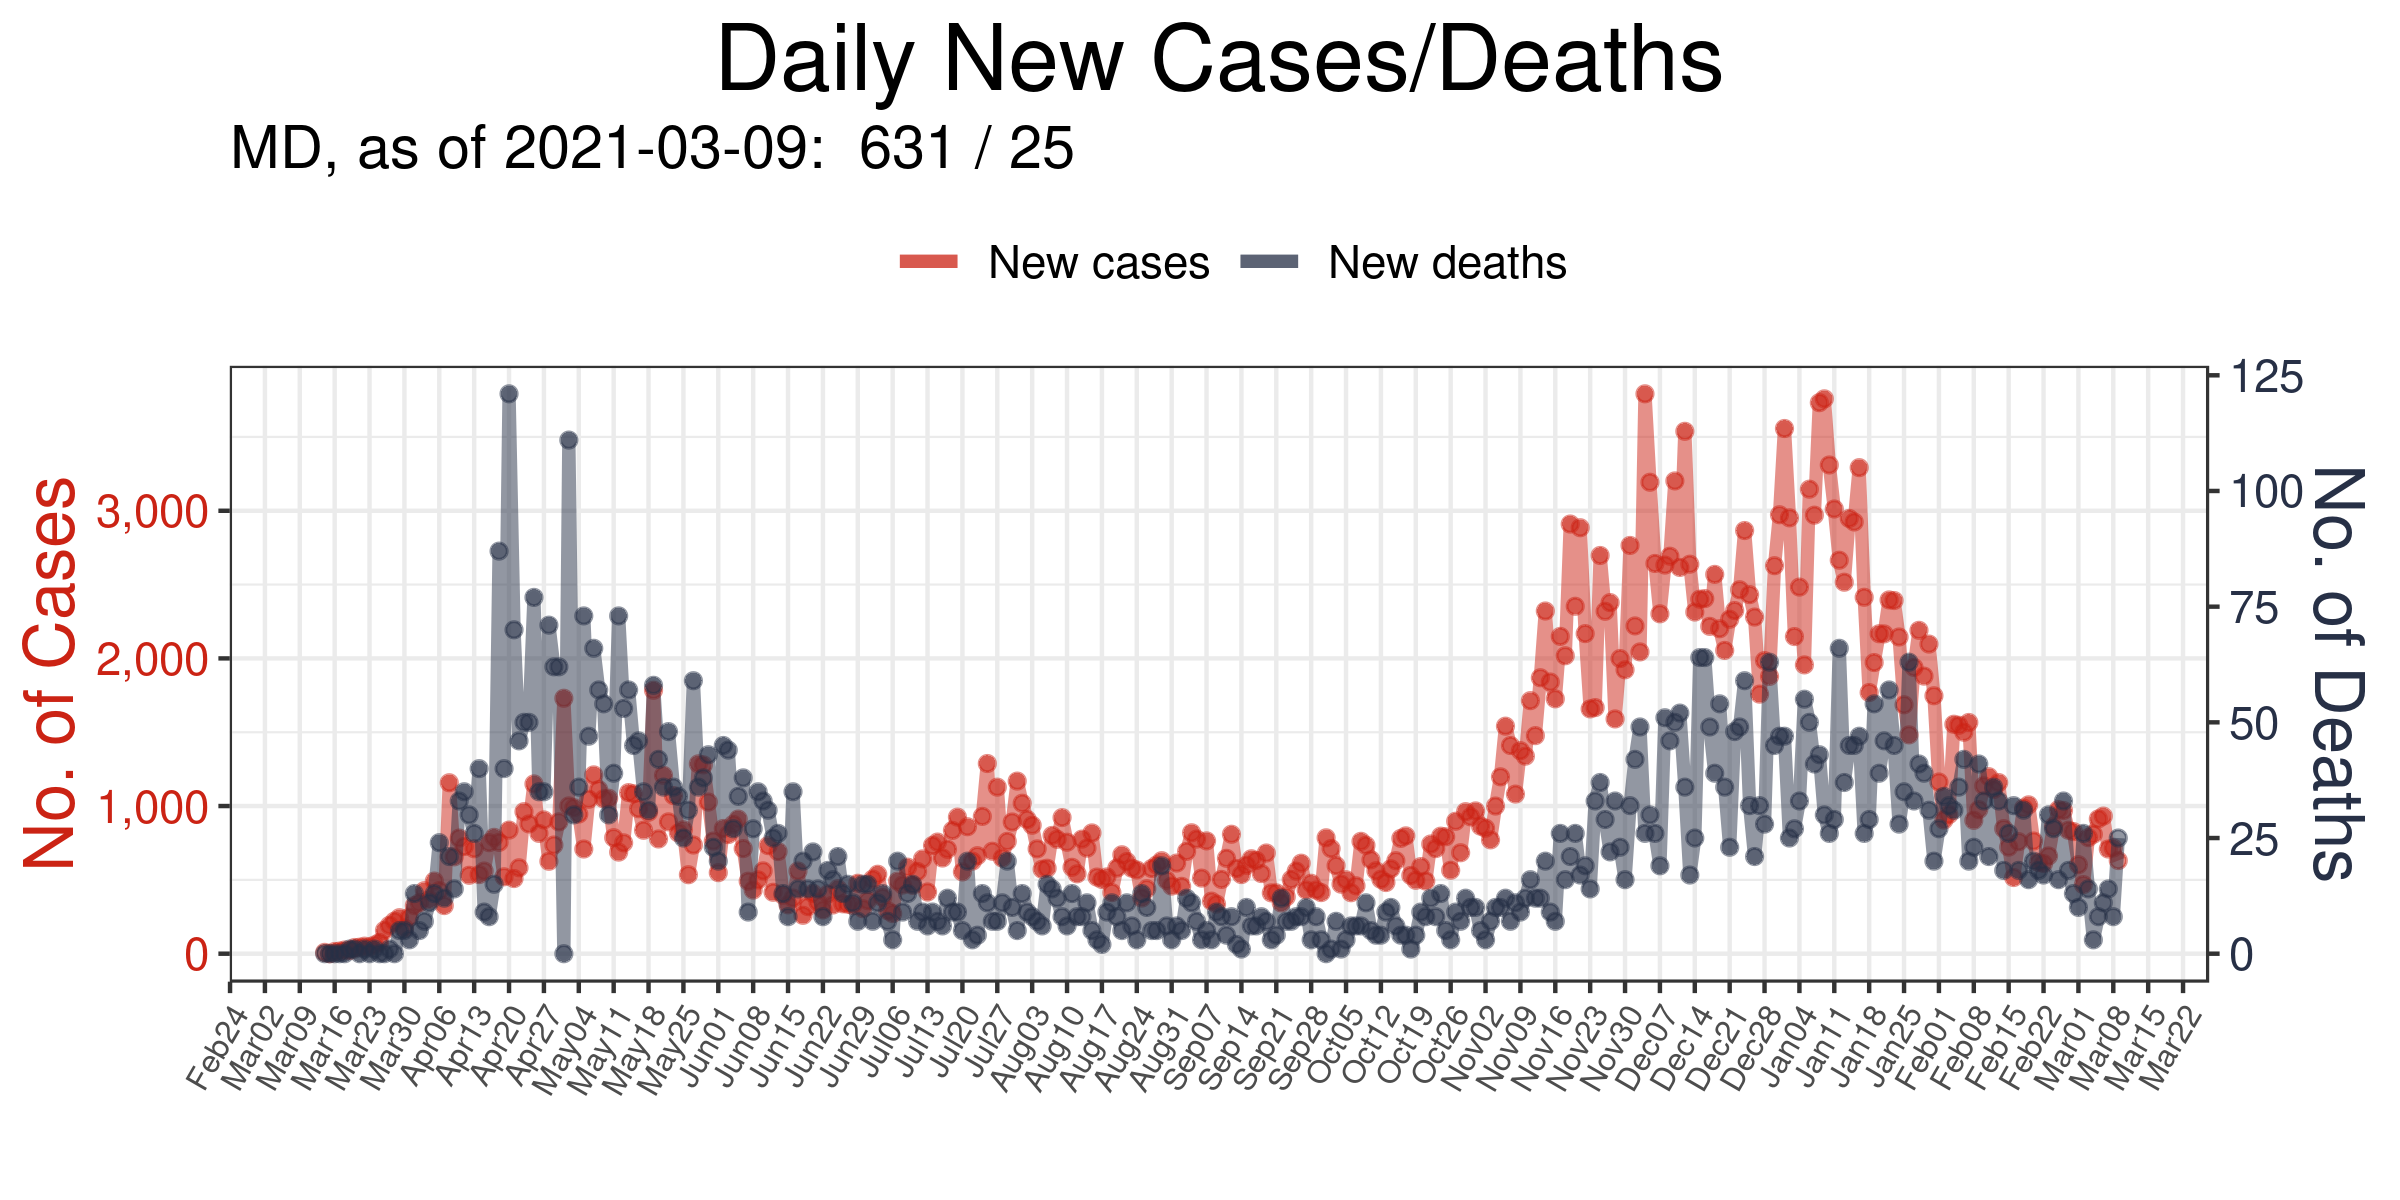 Daily New Cases/Deaths
MD, as of 2021-03-09:  631 / 25
New cases
New deaths
No. of Cases
3,000
2,000
1,000
0
125
100
75
50
25
0
No. of Deaths
Feb24
Mar02
Mar09
Mar16
Mar23
Mar30
Apr06
Apr13
Apr20
Apr27
May04
May11
May18
May25
Jun01
Jun08
Jun15
Jun22
Jun29
Jul06
Jul13
Jul20
Jul27
Aug03
Aug10
Aug17
Aug24
Aug31
Sep07
Sep14
Sep21
Sep28
Oct05
Oct12
Oct19
Oct26
Nov02
Nov09
Nov16
Nov23
Nov30
Dec07
Dec14
Dec21
Dec28
Jan04
Jan11
Jan18
Jan25
Feb01
Feb08
Feb15
Feb22
Mar01
Mar08
Mar15
Mar22